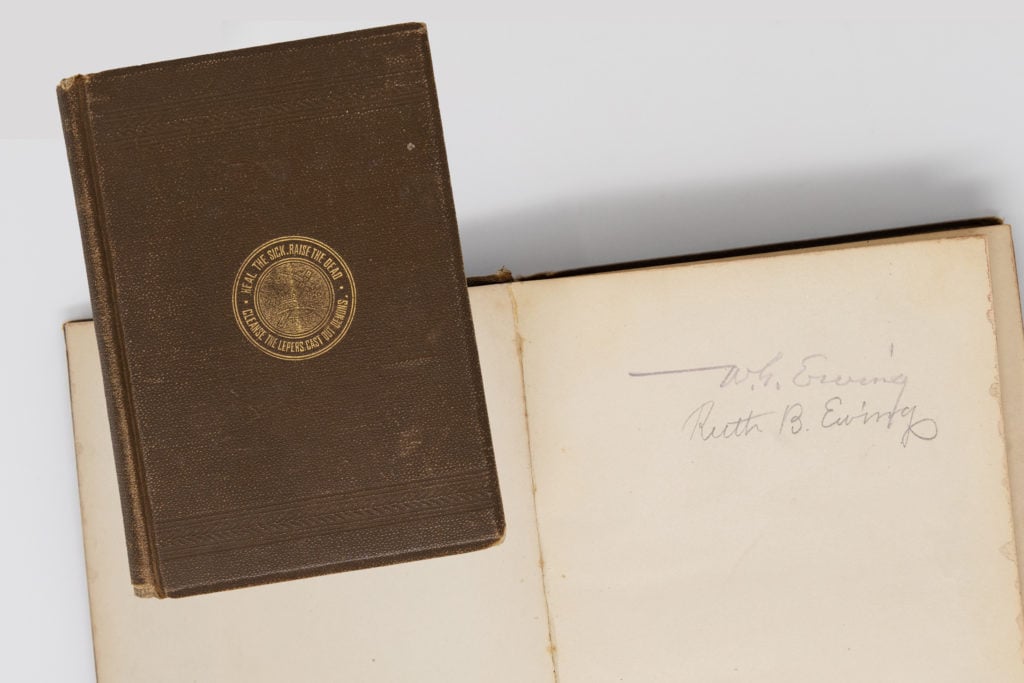 HEAL THE SICK. RAISE THE DEAD.
CLEANSE THE LEPERS. CAST OUT DEMONS.
W. G. Ewing
Ruth B. Ewing